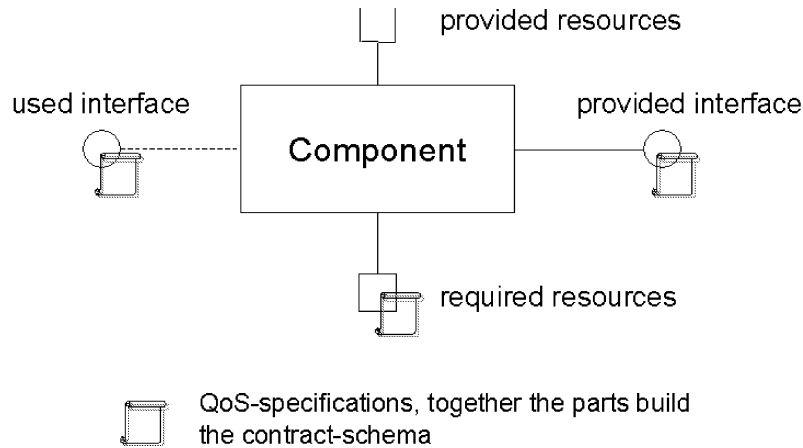 provided resources
used interface
provided interface
Component
required resources
QoS-specifications, together the parts build
the contract-schema